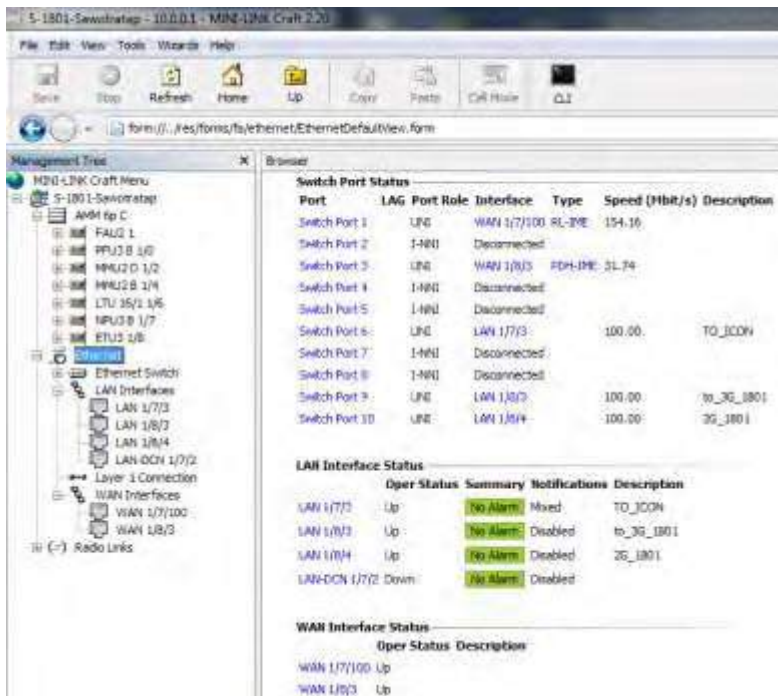 S-1801-Sawotratap - 10.0.0.1 - MINI-LINK Craft 2.20
File Edit View Tools Wizards Help
Save Stop Refresh Home Up Copy Paste Cell Mode CLI
form://../res/forms/fs/ethernet/EthernetDefaultView.form
Management Tree
MINI-LINK Craft Menu
S-1801-Sawotratap
AMM 6p C
FAU2 1
PFU3 B 1/0
MMU2 D 1/2
MMU2 B 1/4
LTU 16/1 1/6
NPU3 B 1/7
ETU3 1/8
Ethernet
Ethernet Switch
LAN Interfaces
LAN 1/7/3
LAN 1/8/3
LAN 1/8/4
LAN-DCN 1/7/2
Layer 1 Connection
WAN Interfaces
WAN 1/7/100
WAN 1/8/3
Radio Links
Browser
Switch Port Status
Port LAG Port Role Interface Type Speed (Mbit/s) Description
Switch Port 1 UNI WAN 1/7/100 RL-IME 154.16
Switch Port 2 I-NNI Disconnected
Switch Port 3 UNI WAN 1/8/3 PDH-IME 31.74
Switch Port 4 I-NNI Disconnected
Switch Port 5 I-NNI Disconnected
Switch Port 6 UNI LAN 1/7/3 100.00 TO_ICON
Switch Port 7 I-NNI Disconnected
Switch Port 8 I-NNI Disconnected
Switch Port 9 UNI LAN 1/8/3 100.00 to_3G_1801
Switch Port 10 UNI LAN 1/8/4 100.00 2G_1801
LAN Interface Status
Oper Status Summary Notifications Description
LAN 1/7/3 Up No Alarm Mixed TO_ICON
LAN 1/8/3 Up No Alarm Disabled to_3G_1801
LAN 1/8/4 Up No Alarm Disabled 2G_1801
LAN-DCN 1/7/2 Down No Alarm Disabled
WAN Interface Status
Oper Status Description
WAN 1/7/100 Up
WAN 1/8/3 Up